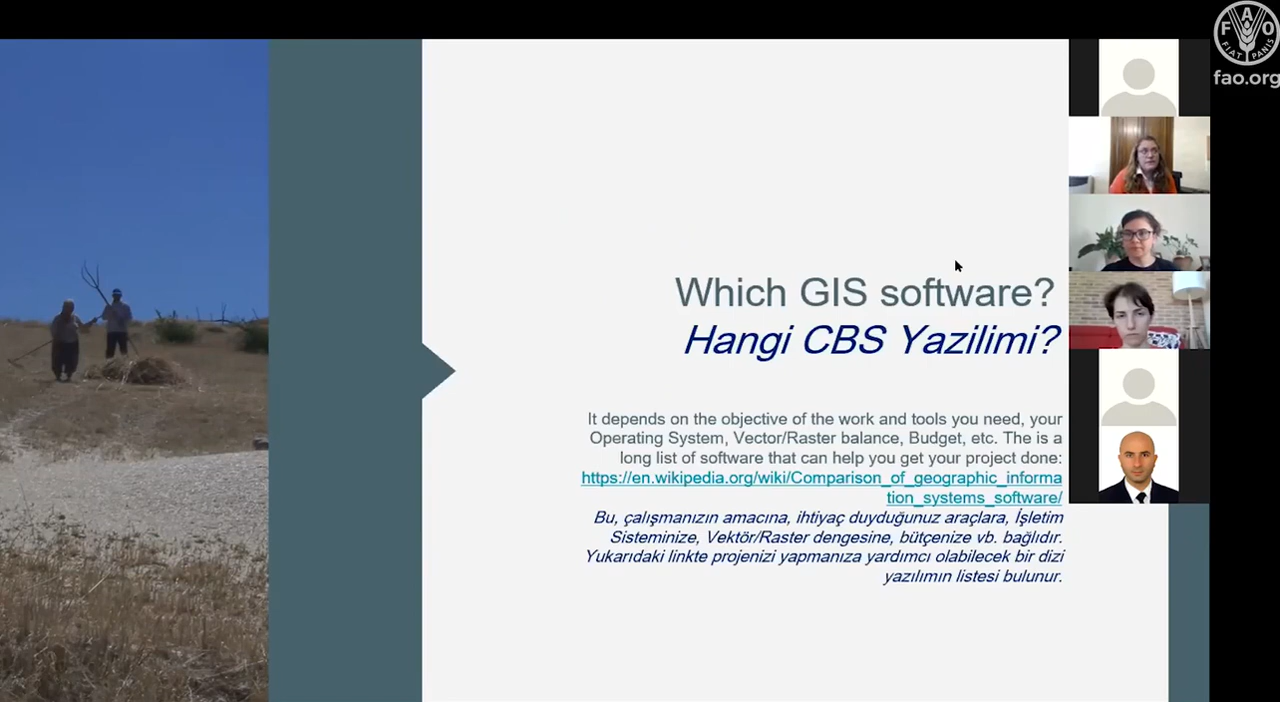 Which GIS software?
Hangi CBS Yazilimi?
It depends on the objective of the work and tools you need, your
Operating System, Vector/Raster balance, Budget, etc. The is a
long list of software that can help you get your project done:
https://en.wikipedia.org/wiki/Comparison_of_geographic_informa
tion_systems_software/
Bu, çalışmanızın amacına, ihtiyaç duyduğunuz araçlara, İşletim
Sisteminize, Vektör/Raster dengesine, bütçenize vb. bağlıdır.
Yukarıdaki linkte projenizi yapmanıza yardımcı olabilecek bir dizi
yazılımın listesi bulunur.
F A O
FIAT PANIS
fao.org